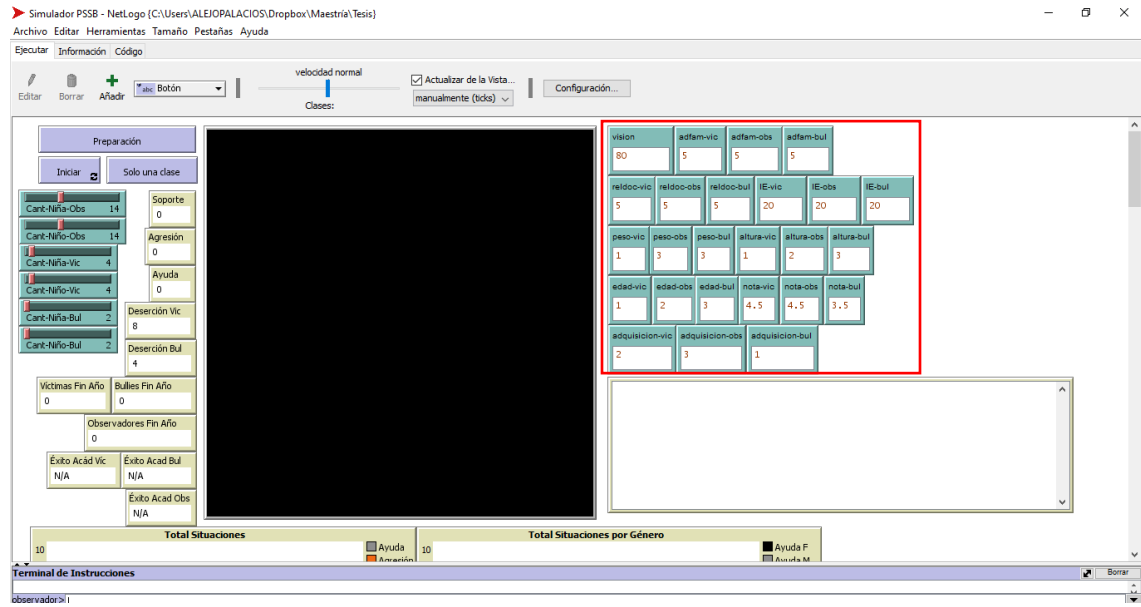 Simulador PSSB - NetLogo {C:\Users\ALEJOPALACIOS\Dropbox\Maestría\Tesis}
Archivo Editar Herramientas Tamaño Pestañas Ayuda
Ejecutar Información Código
Editar Borrar Añadir abc Botón
velocidad normal
Clases:
Actualizar de la Vista...
manualmente (ticks)
Configuración...
Preparación
Iniciar Solo una clase
Cant-Niña-Obs 14
Cant-Niño-Obs 14
Cant-Niña-Vic 4
Cant-Niño-Vic 4
Cant-Niña-Bul 2
Cant-Niño-Bul 2
Soporte
0
Agresión
0
Ayuda
0
Deserción Vic
8
Deserción Bul
4
Víctimas Fin Año Bullies Fin Año
0 0
Observadores Fin Año
0
Éxito Acád Vic Éxito Acad Bul
N/A N/A
Éxito Acad Obs
N/A
vision adfam-vic adfam-obs adfam-bul
80 5 5 5
reldoc-vic reldoc-obs reldoc-bul IE-vic IE-obs IE-bul
5 5 5 20 20 20
peso-vic peso-obs peso-bul altura-vic altura-obs altura-bul
1 3 3 1 2 3
edad-vic edad-obs edad-bul nota-vic nota-obs nota-bul
1 2 3 4.5 4.5 3.5
adquisicion-vic adquisicion-obs adquisicion-bul
2 3 1
Total Situaciones
10
Ayuda
Agresión
Total Situaciones por Género
10
Ayuda F
Ayuda M
Terminal de Instrucciones
Borrar
observador>